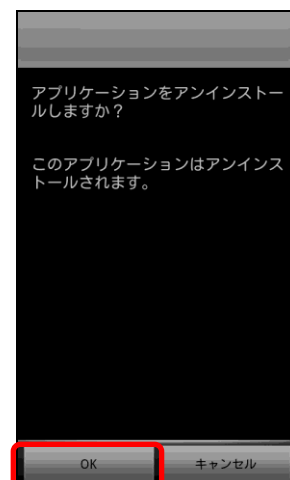 アプリケーションをアンインストー
ルしますか？
このアプリケーションはアンインス
トールされます。
OK
キャンセル